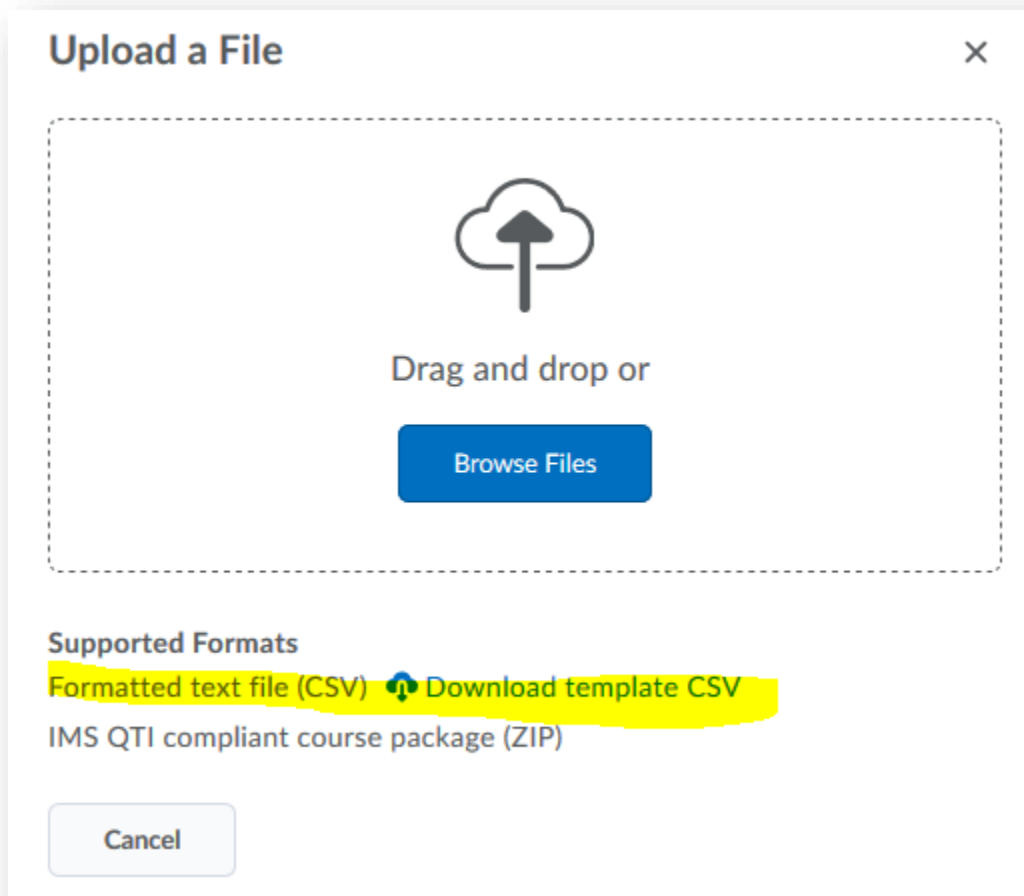 Upload a File
Drag and drop or
Browse Files
Supported Formats
Formatted text file (CSV) Download template CSV
IMS QTI compliant course package (ZIP)
Cancel